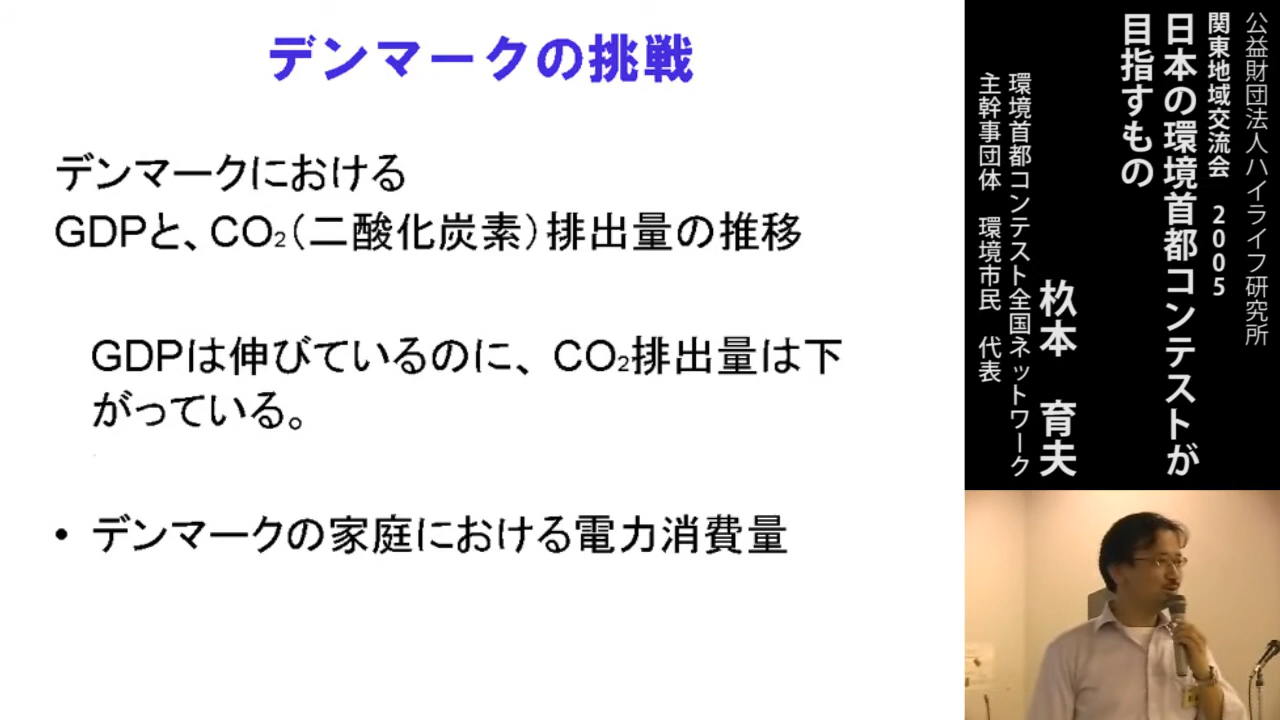 デンマークの挑戦
デンマークにおける
GDPと、CO₂（二酸化炭素）排出量の推移
GDPは伸びているのに、CO₂排出量は下
がっている。
• デンマークの家庭における電力消費量
公益財団法人ハイライフ研究所
関東地域交流会 2005
日本の環境首都コンテストが
目指すもの
杦本 育夫
環境首都コンテスト全国ネットワーク
主幹事団体 環境市民 代表